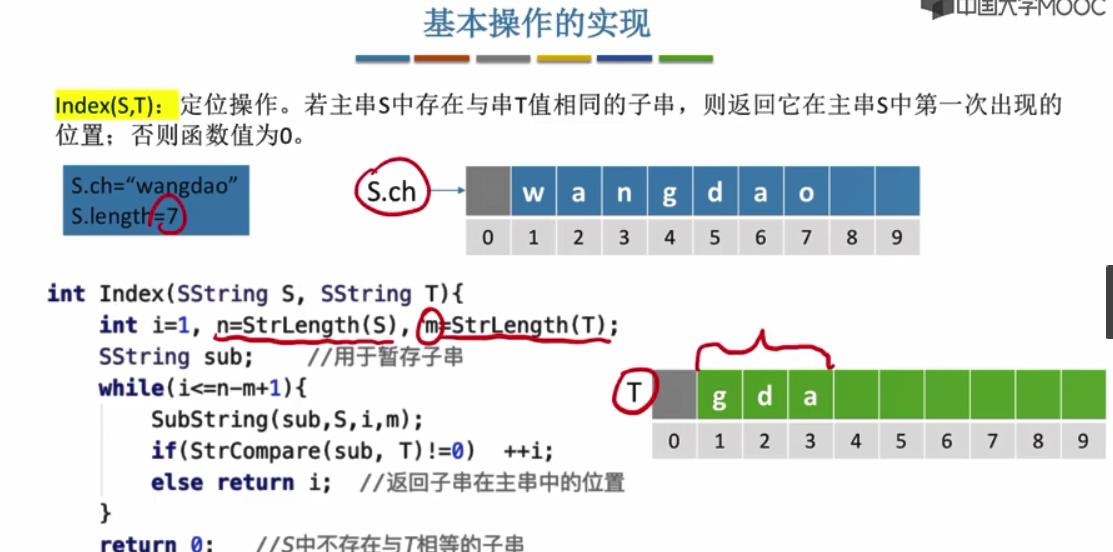 中国大学MOOC
基本操作的实现
Index(S,T)：定位操作。若主串S中存在与串T值相同的子串，则返回它在主串S中第一次出现的
位置；否则函数值为0。
S.ch=“wangdao”
S.length=7
S.ch
w a n g d a o
0 1 2 3 4 5 6 7 8 9
int Index(SString S, SString T){
int i=1, n=StrLength(S), m=StrLength(T);
SString sub; //用于暂存子串
while(i<=n-m+1){
SubString(sub,S,i,m);
if(StrCompare(sub, T)!=0) ++i;
else return i; //返回子串在主串中的位置
}
return 0; //S中不存在与T相等的子串
T
g d a
0 1 2 3 4 5 6 7 8 9